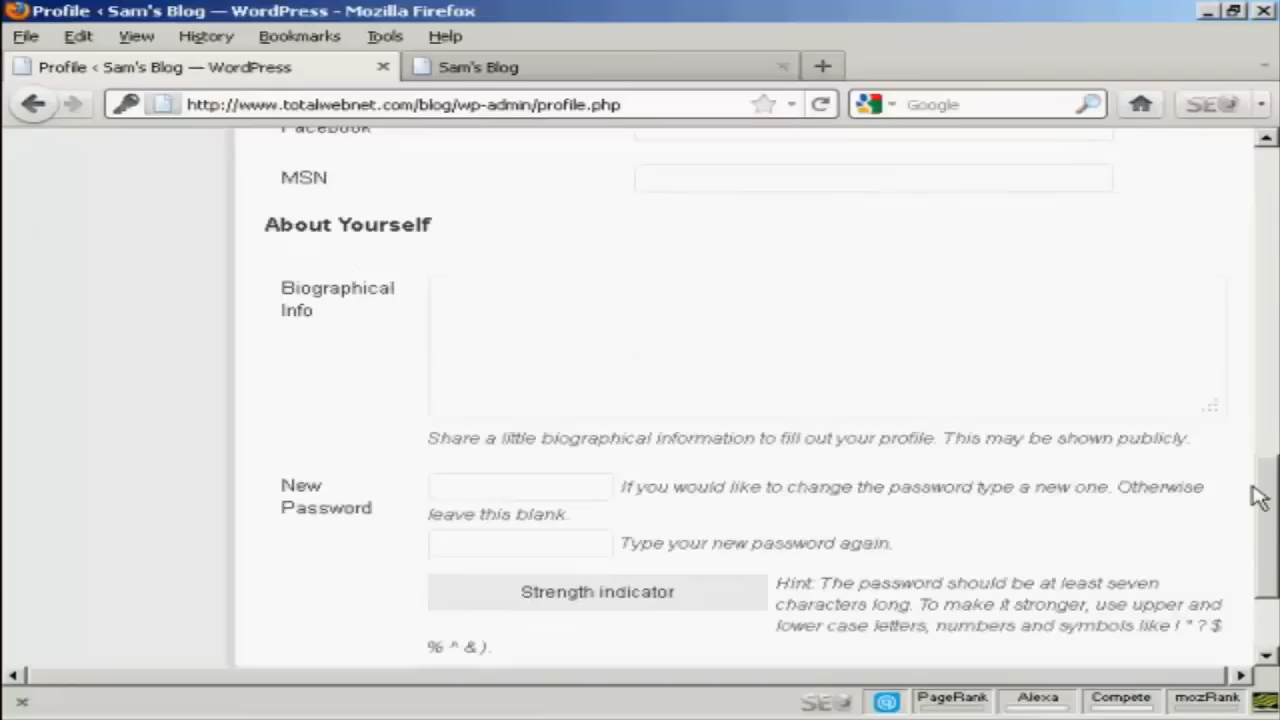 Profile ‹ Sam's Blog — WordPress - Mozilla Firefox
File Edit View History Bookmarks Tools Help
Profile ‹ Sam's Blog — WordPress Sam's Blog
http://www.totalwebnet.com/blog/wp-admin/profile.php Google SEO
Facebook
MSN
About Yourself
Biographical
Info
Share a little biographical information to fill out your profile. This may be shown publicly.
New
Password
If you would like to change the password type a new one. Otherwise
leave this blank.
Type your new password again.
Strength indicator
Hint: The password should be at least seven
characters long. To make it stronger, use upper and
lower case letters, numbers and symbols like ! " ? $
% ^ & ).
SEO PageRank Alexa Compete mozRank